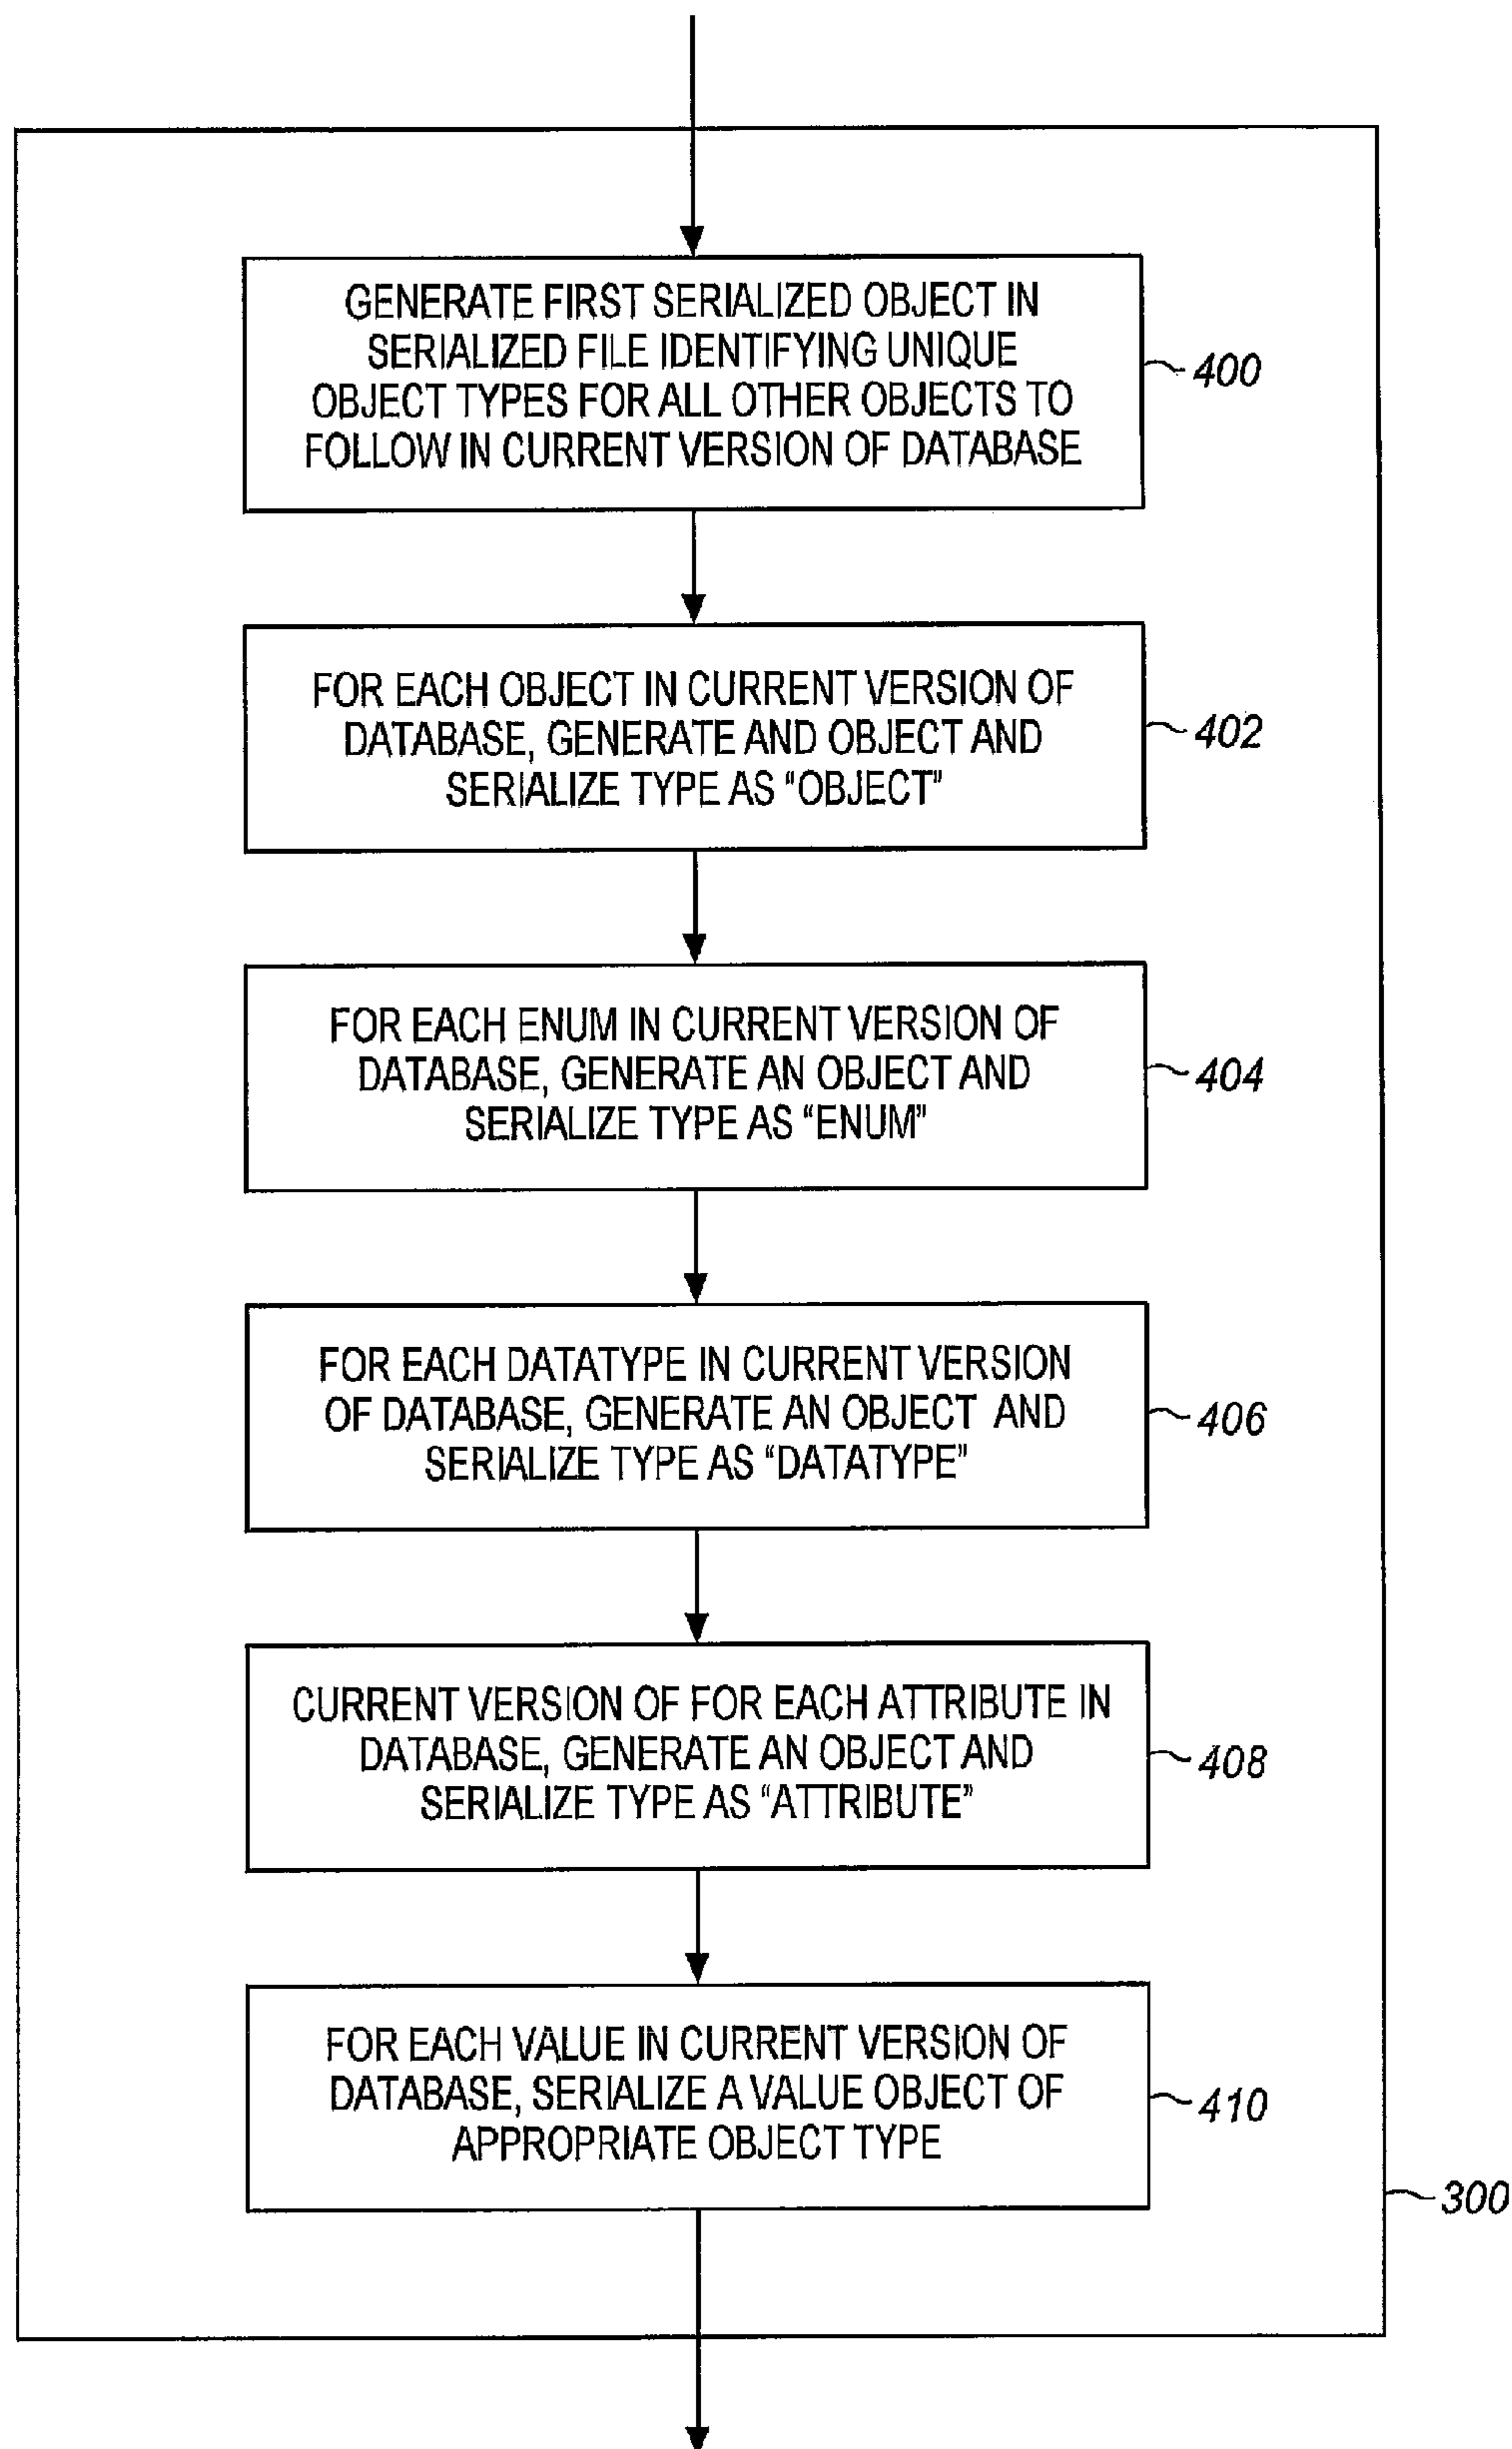 GENERATE FIRST SERIALIZED OBJECT IN
SERIALIZED FILE IDENTIFYING UNIQUE
OBJECT TYPES FOR ALL OTHER OBJECTS TO
FOLLOW IN CURRENT VERSION OF DATABASE
400
FOR EACH OBJECT IN CURRENT VERSION OF
DATABASE, GENERATE AND OBJECT AND
SERIALIZE TYPE AS “OBJECT”
402
FOR EACH ENUM IN CURRENT VERSION OF
DATABASE, GENERATE AN OBJECT AND
SERIALIZE TYPE AS “ENUM”
404
FOR EACH DATATYPE IN CURRENT VERSION
OF DATABASE, GENERATE AN OBJECT AND
SERIALIZE TYPE AS “DATATYPE”
406
CURRENT VERSION OF FOR EACH ATTRIBUTE IN
DATABASE, GENERATE AN OBJECT AND
SERIALIZE TYPE AS “ATTRIBUTE”
408
FOR EACH VALUE IN CURRENT VERSION OF
DATABASE, SERIALIZE A VALUE OBJECT OF
APPROPRIATE OBJECT TYPE
410
300